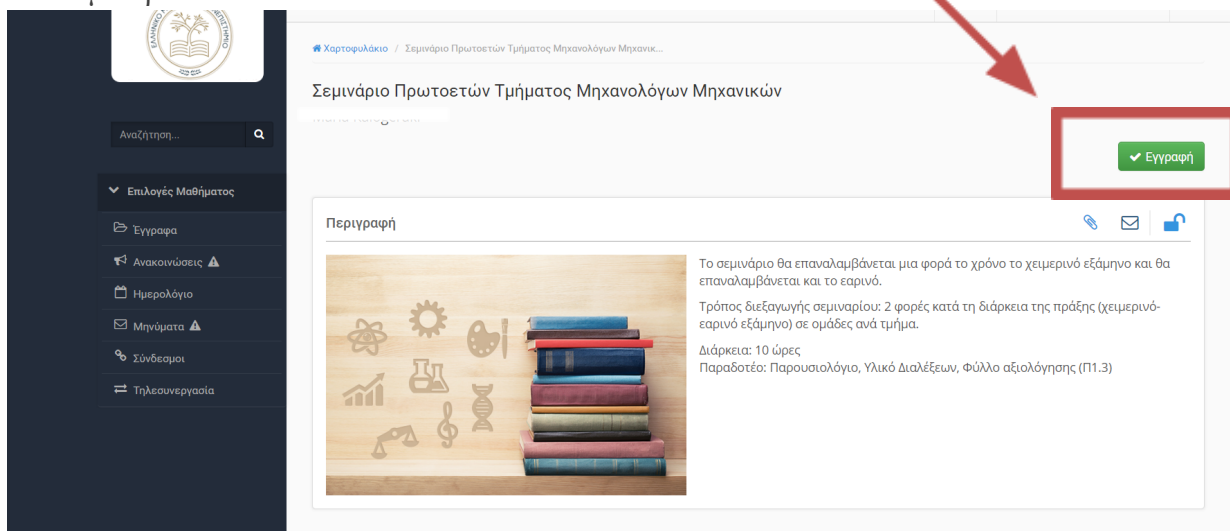 Χαρτοφυλάκιο / Σεμινάριο Πρωτοετών Τμήματος Μηχανολόγων Μηχανικ...
Σεμινάριο Πρωτοετών Τμήματος Μηχανολόγων Μηχανικών
Αναζήτηση...
Εγγραφή
Επιλογές Μαθήματος
Έγγραφα
Ανακοινώσεις
Ημερολόγιο
Μηνύματα
Σύνδεσμοι
Τηλεσυνεργασία
Περιγραφή
Το σεμινάριο θα επαναλαμβάνεται μια φορά το χρόνο το χειμερινό εξάμηνο και θα
επαναλαμβάνεται και το εαρινό.
Τρόπος διεξαγωγής σεμιναρίου: 2 φορές κατά τη διάρκεια της πράξης (χειμερινό-
εαρινό εξάμηνο) σε ομάδες ανά τμήμα.
Διάρκεια: 10 ώρες
Παραδοτέο: Παρουσιολόγιο, Υλικό Διαλέξεων, Φύλλο αξιολόγησης (Π1.3)